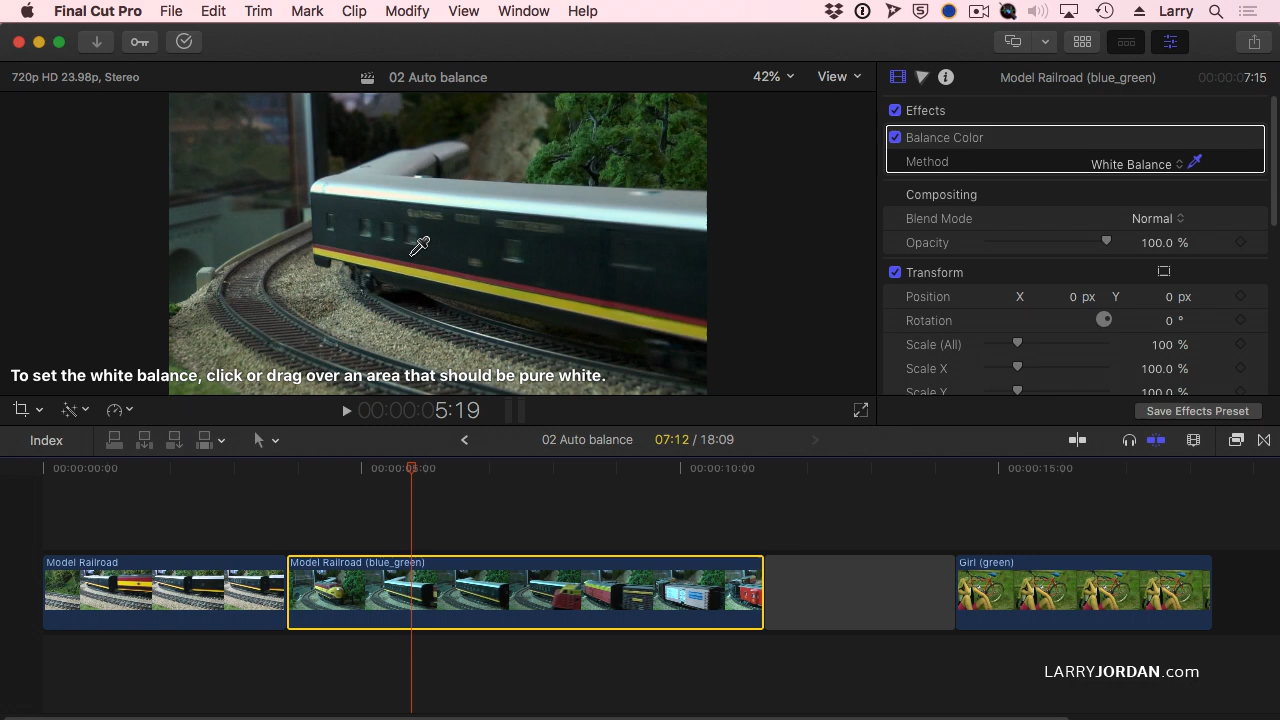 Final Cut Pro File Edit Trim Mark Clip Modify View Window Help Larry
720p HD 23.98p, Stereo 02 Auto balance 42% View
Model Railroad (blue_green) 00:00:07:15
Effects
Balance Color
Method White Balance
Compositing
Blend Mode Normal
Opacity 100.0 %
Transform
Position X 0 px Y 0 px
Rotation 0 °
Scale (All) 100 %
Scale X 100.0 %
Scale Y 100.0 %
To set the white balance, click or drag over an area that should be pure white.
00:00:05:19
Save Effects Preset
Index 02 Auto balance 07:12 / 18:09
00:00:00:00 00:00:05:00 00:00:10:00 00:00:15:00
Model Railroad Model Railroad (blue_green) Girl (green)
LARRYJORDAN.com